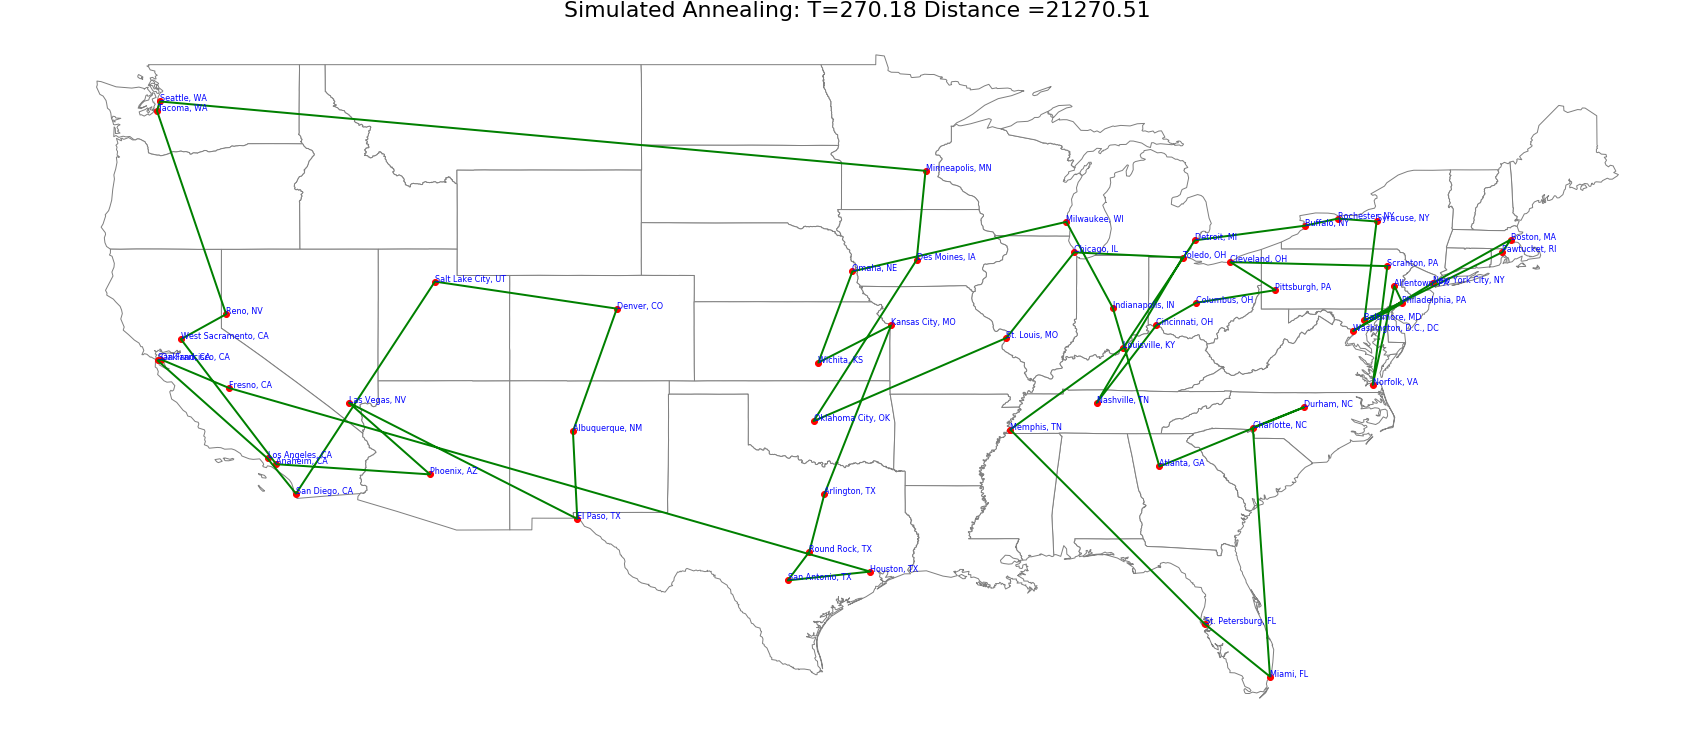 Simulated Annealing: T=270.18 Distance =21270.51
Seattle, WA
Tacoma, WA
Minneapolis, MN
Milwaukee, WI
Rochester, NY
Syracuse, NY
Buffalo, NY
Detroit, MI
Boston, MA
Pawtucket, RI
Chicago, IL
Toledo, OH
Cleveland, OH
Scranton, PA
Des Moines, IA
Omaha, NE
Salt Lake City, UT
New York City, NY
Allentown, PA
Pittsburgh, PA
Philadelphia, PA
Columbus, OH
Denver, CO
Indianapolis, IN
Reno, NV
Baltimore, MD
Washington, D.C., DC
Kansas City, MO
Cincinnati, OH
St. Louis, MO
West Sacramento, CA
Louisville, KY
San Francisco, CA
Wichita, KS
Norfolk, VA
Fresno, CA
Las Vegas, NV
Nashville, TN
Durham, NC
Oklahoma City, OK
Charlotte, NC
Albuquerque, NM
Memphis, TN
Los Angeles, CA
Anaheim, CA
Atlanta, GA
Phoenix, AZ
San Diego, CA
Arlington, TX
El Paso, TX
Round Rock, TX
Houston, TX
San Antonio, TX
St. Petersburg, FL
Miami, FL